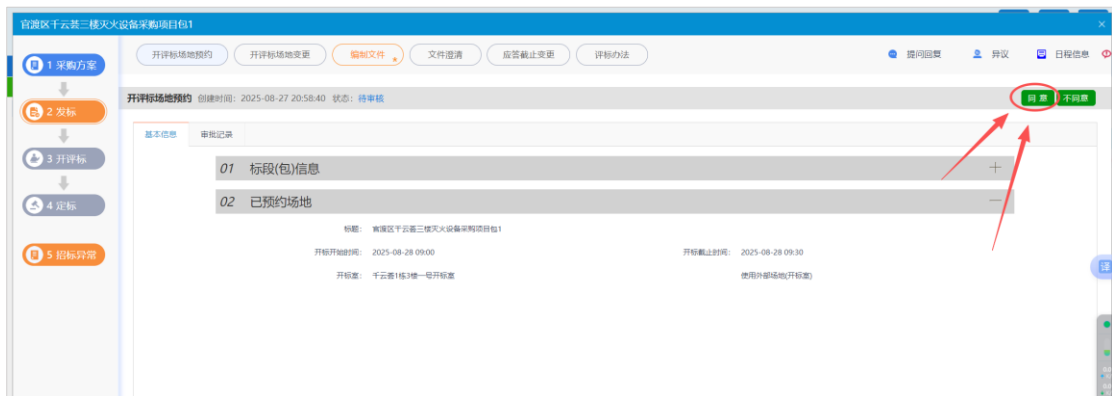 官渡区千云荟三楼灭火设备采购项目包1
1 采购方案
2 发标
3 开评标
4 定标
5 招标异常
开评标场地预约 开评标场地变更 编制文件 文件澄清 应答截止变更 评标办法
提问回复 异议 日程信息
开评标场地预约 创建时间: 2025-08-27 20:58:40 状态: 待审核
同意 不同意
基本信息 审批记录
01 标段(包)信息
02 已预约场地
标题: 官渡区千云荟三楼灭火设备采购项目包1
开标开始时间: 2025-08-28 09:00 开标截止时间: 2025-08-28 09:30
开标室: 千云荟1栋3楼一号开标室 使用外部场地(开标室)
译